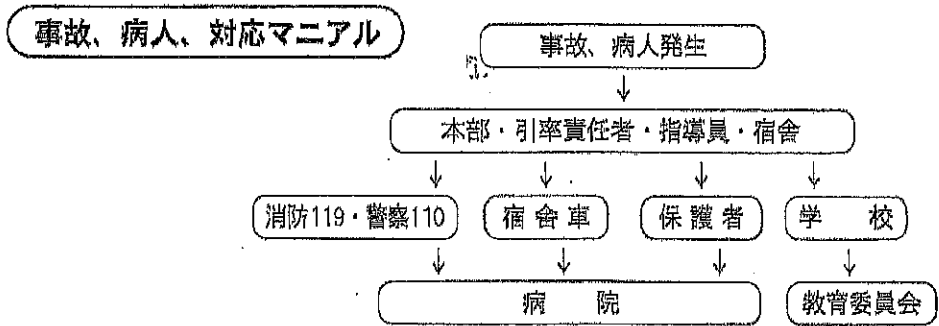 事故、病人、対応マニアル
事故、病人発生
↓
本部・引率責任者・指導員・宿舎
↓ ↓ ↓ ↓
消防119・警察110 宿舎車 保護者 学 校
↓ ↓ ↓ ↓
病 院 教育委員会